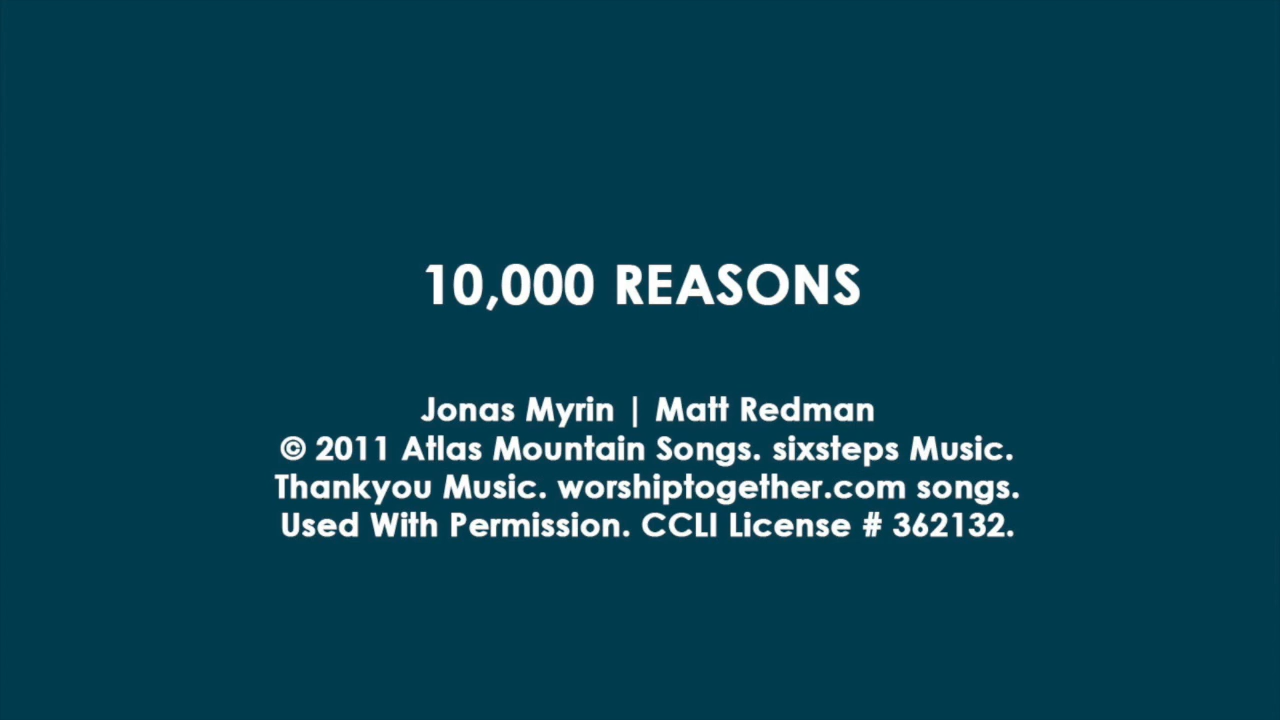 10,000 REASONS
Jonas Myrin | Matt Redman
© 2011 Atlas Mountain Songs. sixsteps Music.
Thankyou Music. worshiptogether.com songs.
Used With Permission. CCLI License # 362132.